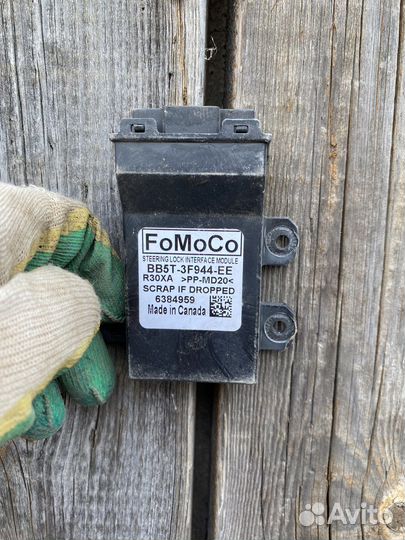 FoMoCo
STEERING LOCK INTERFACE MODULE
BB5T-3F944-EE
R30XA >PP-MD20<
SCRAP IF DROPPED
6384959
Made in Canada
Avito